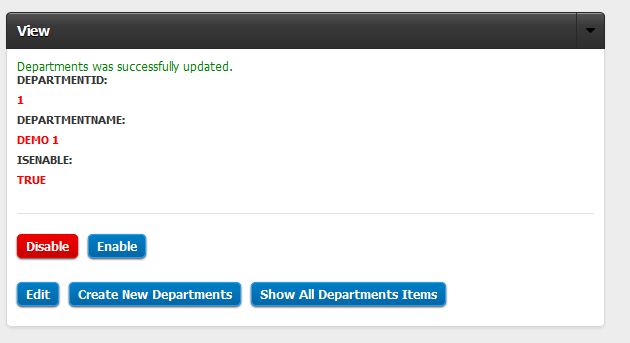 View
Departments was successfully updated.
DEPARTMENTID:
1
DEPARTMENTNAME:
DEMO 1
ISENABLE:
TRUE
Disable Enable
Edit Create New Departments Show All Departments Items